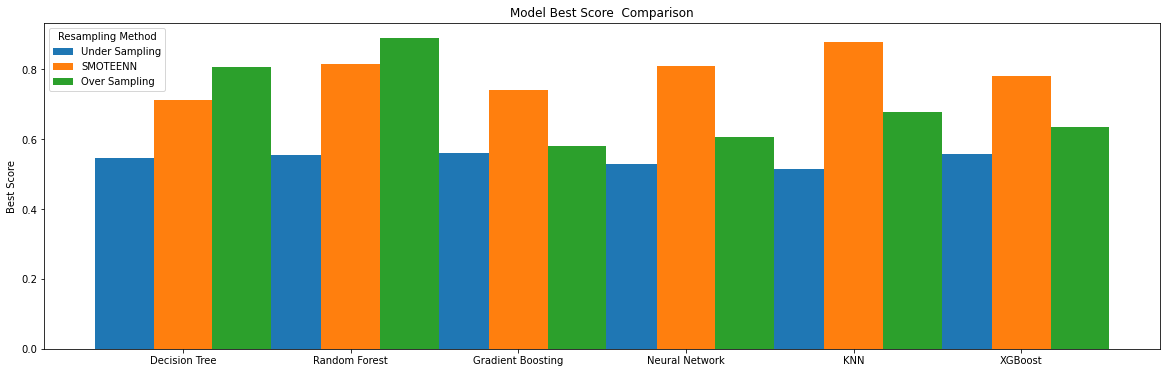 Model Best Score  Comparison
Resampling Method
Under Sampling
SMOTEENN
Over Sampling
Best Score
0.8
0.6
0.4
0.2
0.0
Decision Tree
Random Forest
Gradient Boosting
Neural Network
KNN
XGBoost